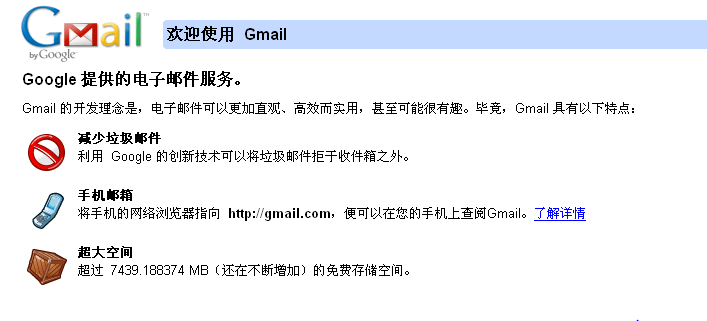 Gmail™
by Google™
欢迎使用 Gmail
Google 提供的电子邮件服务。
Gmail 的开发理念是，电子邮件可以更加直观、高效而实用，甚至可能很有趣。毕竟，Gmail 具有以下特点：
减少垃圾邮件
利用 Google 的创新技术可以将垃圾邮件拒于收件箱之外。
手机邮箱
将手机的网络浏览器指向 http://gmail.com，便可以在您的手机上查阅Gmail。了解详情
超大空间
超过 7439.188374 MB（还在不断增加）的免费存储空间。